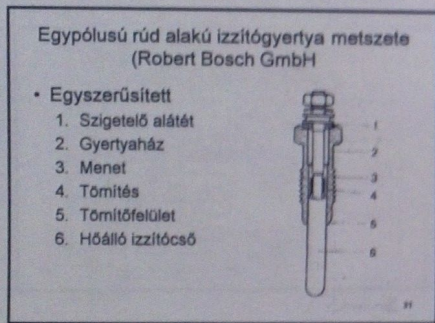 Egypólusú rúd alakú izzítógyertya metszete
(Robert Bosch GmbH
• Egyszerűsített
1. Szigetelő alátét
2. Gyertyaház
3. Menet
4. Tömítés
5. Tömítőfelület
6. Hőálló izzítócső
1
2
3
4
5
6